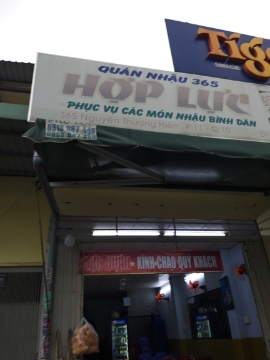 Tiger
SINCE
QUÁN NHẬU 365
HỢP LỰC
PHỤC VỤ CÁC MÓN NHẬU BÌNH DÂN
365 Nguyễn Thượng Hiền
KÍNH CHÀO QUÝ KHÁCH